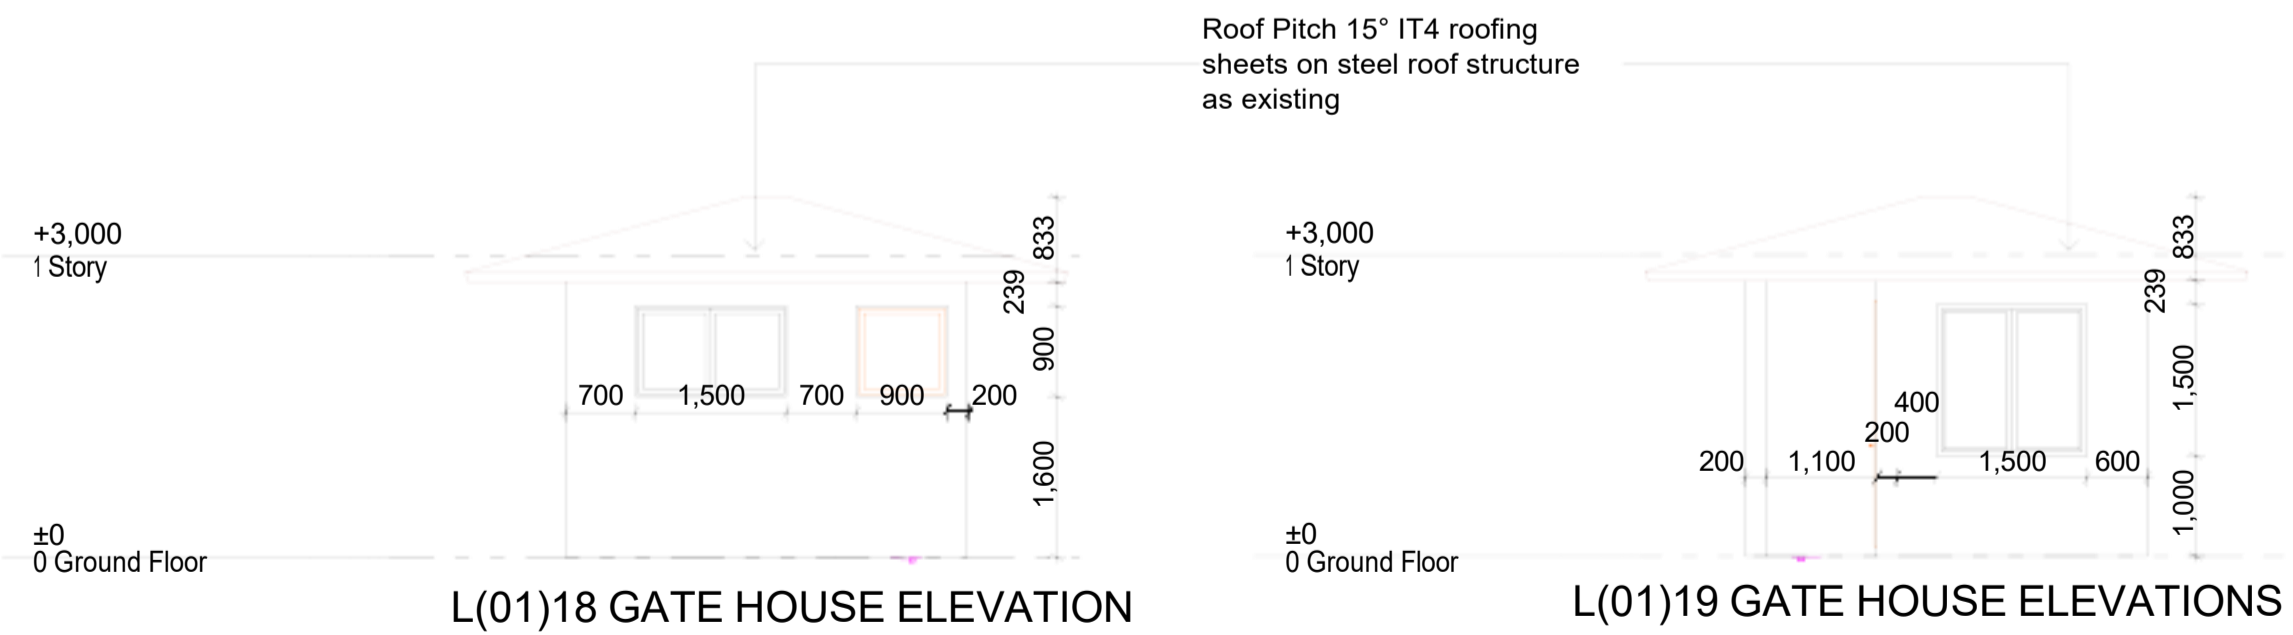 Roof Pitch 15° IT4 roofing
sheets on steel roof structure
as existing
+3,000
1 Story
833
239
900
700 1,500 700 900 200
1,600
±0
0 Ground Floor
L(01)18 GATE HOUSE ELEVATION
+3,000
1 Story
833
239
1,500
400
200
200 1,100 1,500 600
1,000
±0
0 Ground Floor
L(01)19 GATE HOUSE ELEVATIONS